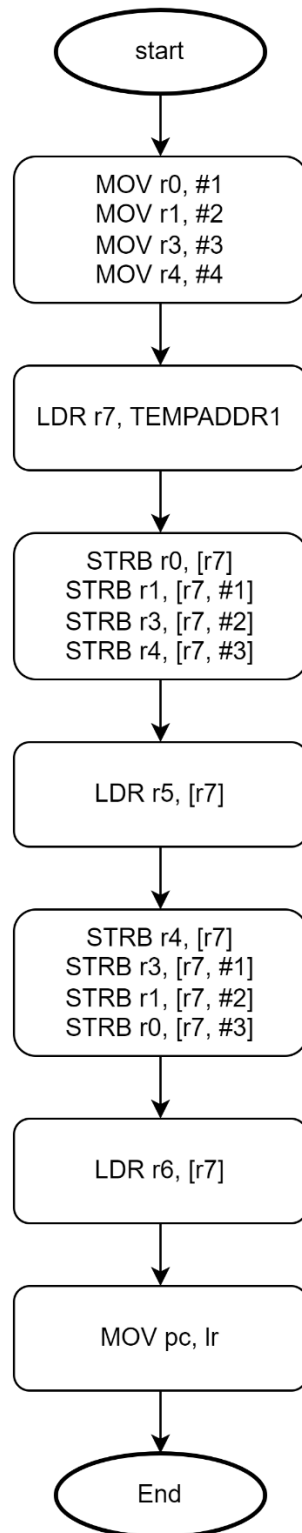 start
MOV r0, #1
MOV r1, #2
MOV r3, #3
MOV r4, #4
LDR r7, TEMPADDR1
STRB r0, [r7]
STRB r1, [r7, #1]
STRB r3, [r7, #2]
STRB r4, [r7, #3]
LDR r5, [r7]
STRB r4, [r7]
STRB r3, [r7, #1]
STRB r1, [r7, #2]
STRB r0, [r7, #3]
LDR r6, [r7]
MOV pc, lr
End